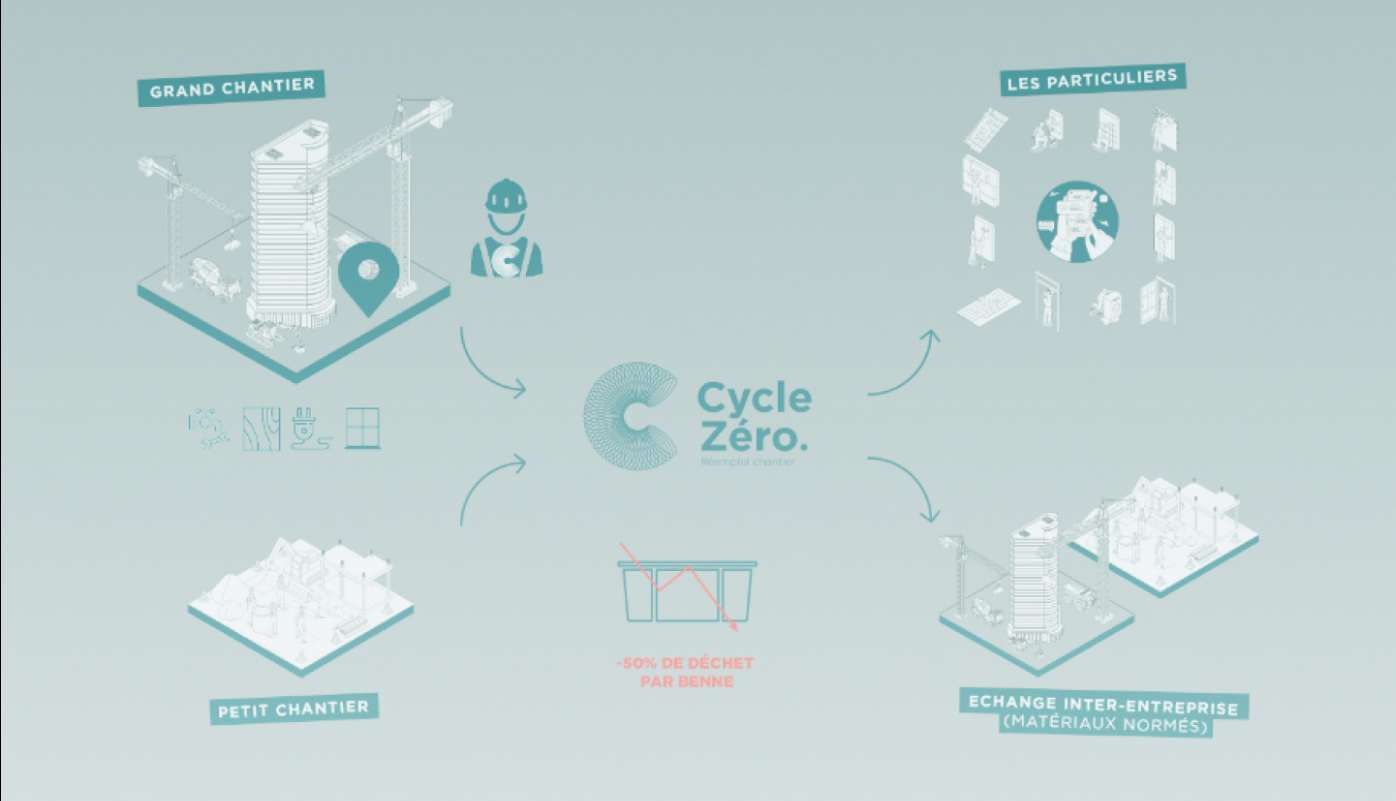 GRAND CHANTIER
LES PARTICULIERS
Cycle
Zéro.
Réemploi chantier
-50% DE DÉCHET
PAR BENNE
PETIT CHANTIER
ECHANGE INTER-ENTREPRISE
(MATÉRIAUX NORMÉS)